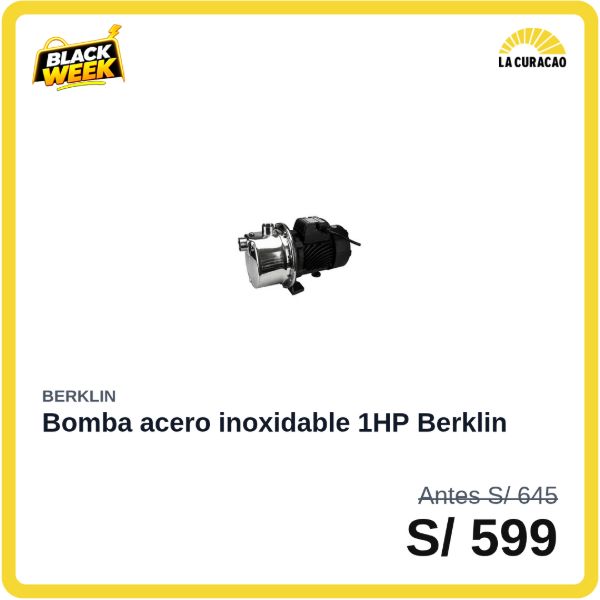 BLACK
WEEK
LA CURACAO
BERKLIN
Bomba acero inoxidable 1HP Berklin
Antes S/ 645
S/ 599